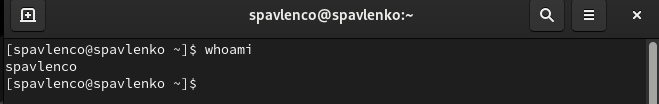 spavlenco@spavlenko:~
[spavlenco@spavlenko ~]$ whoami
spavlenco
[spavlenco@spavlenko ~]$